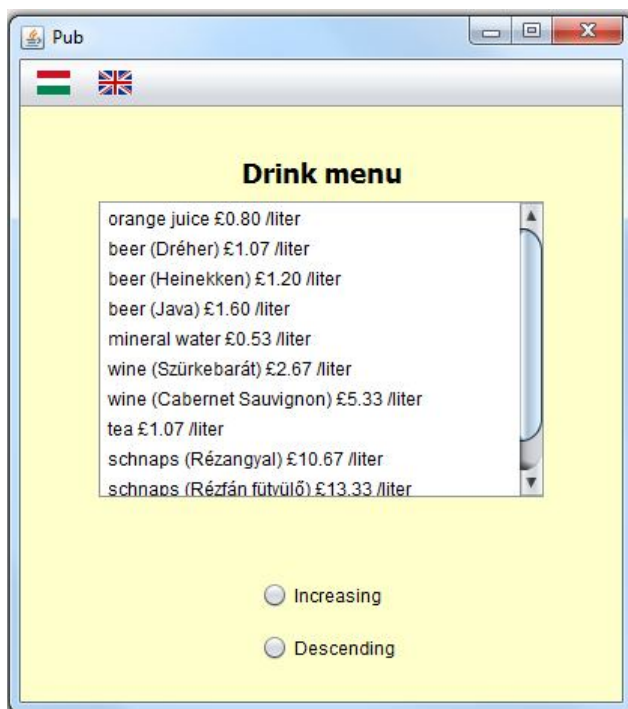 Pub
Drink menu
orange juice £0.80 /liter
beer (Dréher) £1.07 /liter
beer (Heinekken) £1.20 /liter
beer (Java) £1.60 /liter
mineral water £0.53 /liter
wine (Szürkebarát) £2.67 /liter
wine (Cabernet Sauvignon) £5.33 /liter
tea £1.07 /liter
schnaps (Rézangyal) £10.67 /liter
schnaps (Rézfán fütyülő) £13.33 /liter
Increasing
Descending